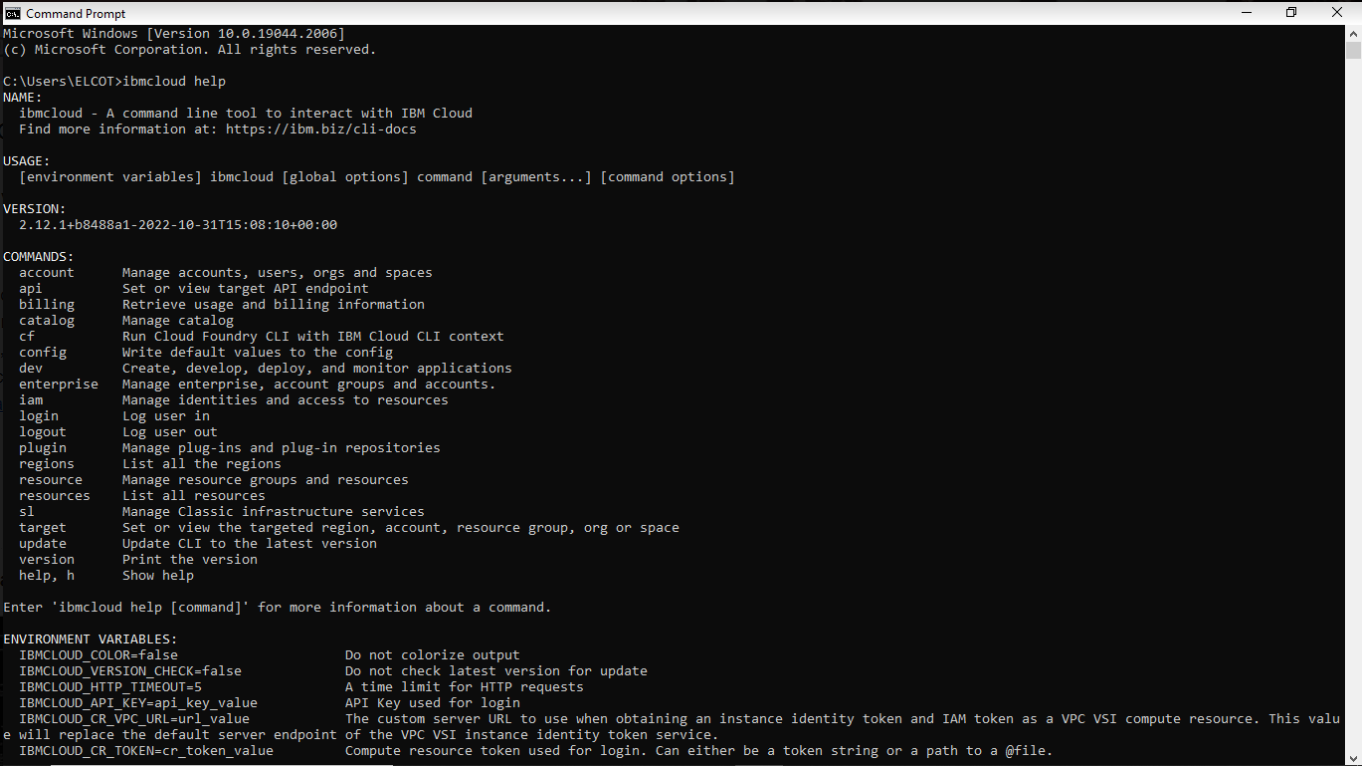 Command Prompt
Microsoft Windows [Version 10.0.19044.2006]
(c) Microsoft Corporation. All rights reserved.
C:\Users\ELCOT>ibmcloud help
NAME:
ibmcloud - A command line tool to interact with IBM Cloud
Find more information at: https://ibm.biz/cli-docs
USAGE:
[environment variables] ibmcloud [global options] command [arguments...] [command options]
VERSION:
2.12.1+b8488a1-2022-10-31T15:08:10+00:00
COMMANDS:
account Manage accounts, users, orgs and spaces
api Set or view target API endpoint
billing Retrieve usage and billing information
catalog Manage catalog
cf Run Cloud Foundry CLI with IBM Cloud CLI context
config Write default values to the config
dev Create, develop, deploy, and monitor applications
enterprise Manage enterprise, account groups and accounts.
iam Manage identities and access to resources
login Log user in
logout Log user out
plugin Manage plug-ins and plug-in repositories
regions List all the regions
resource Manage resource groups and resources
resources List all resources
sl Manage Classic infrastructure services
target Set or view the targeted region, account, resource group, org or space
update Update CLI to the latest version
version Print the version
help, h Show help
Enter 'ibmcloud help [command]' for more information about a command.
ENVIRONMENT VARIABLES:
IBMCLOUD_COLOR=false Do not colorize output
IBMCLOUD_VERSION_CHECK=false Do not check latest version for update
IBMCLOUD_HTTP_TIMEOUT=5 A time limit for HTTP requests
IBMCLOUD_API_KEY=api_key_value API Key used for login
IBMCLOUD_CR_VPC_URL=url_value The custom server URL to use when obtaining an instance identity token and IAM token as a VPC VSI compute resource. This valu
e will replace the default server endpoint of the VPC VSI instance identity token service.
IBMCLOUD_CR_TOKEN=cr_token_value Compute resource token used for login. Can either be a token string or a path to a @file.